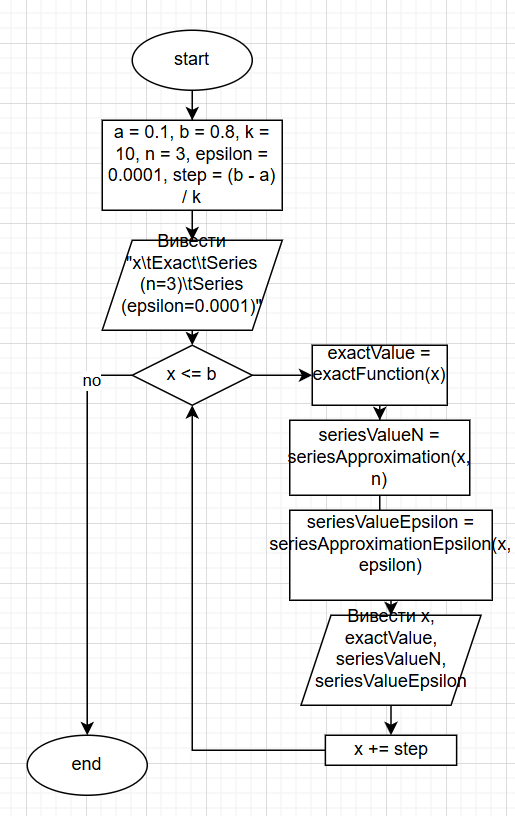 start
a = 0.1, b = 0.8, k =
10, n = 3, epsilon =
0.0001, step = (b - a)
/ k
Вивести
"x\tExact\tSeries
(n=3)\tSeries
(epsilon=0.0001)"
x <= b
no
exactValue =
exactFunction(x)
seriesValueN =
seriesApproximation(x,
n)
seriesValueEpsilon =
seriesApproximationEpsilon(x,
epsilon)
Вивести x,
exactValue,
seriesValueN,
seriesValueEpsilon
x += step
end